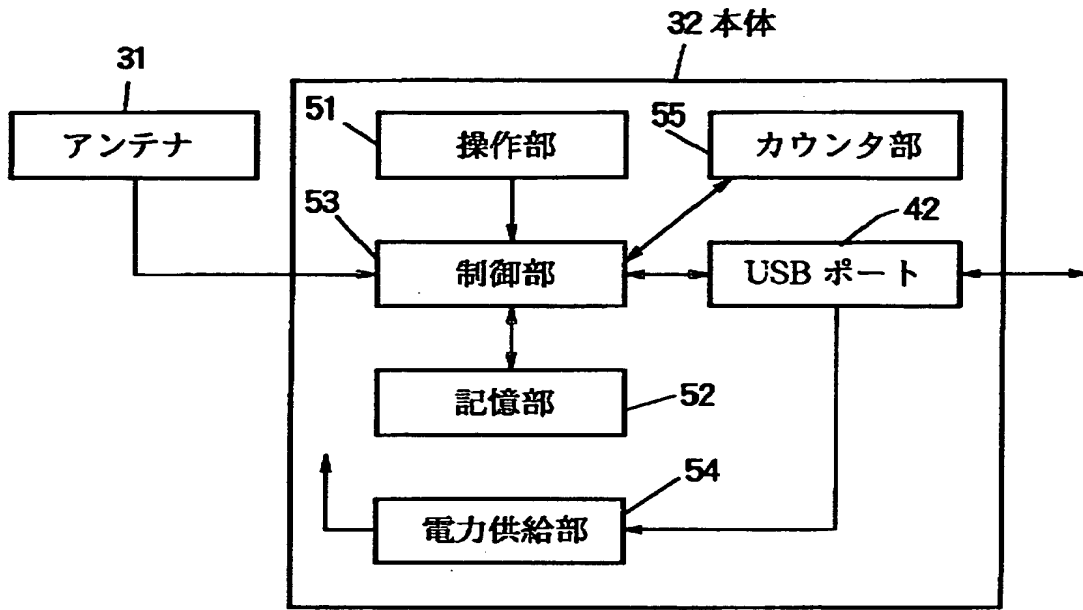 32 本体
31
アンテナ
51
操作部
55
カウンタ部
53
制御部
42
USB ポート
記憶部
52
54
電力供給部